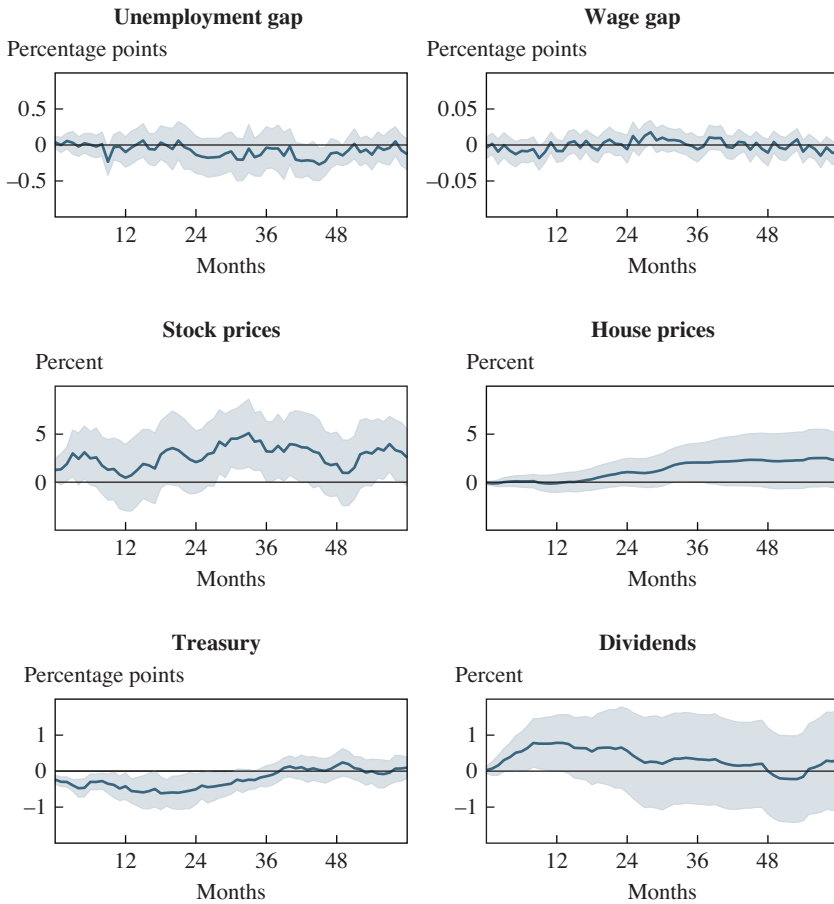 Unemployment gap
Percentage points
0.5
0
–0.5
12 24 36 48
Months
Wage gap
Percentage points
0.05
0
–0.05
12 24 36 48
Months
Stock prices
Percent
5
0
12 24 36 48
Months
House prices
Percent
5
0
12 24 36 48
Months
Treasury
Percentage points
1
0
–1
12 24 36 48
Months
Dividends
Percent
1
0
–1
12 24 36 48
Months